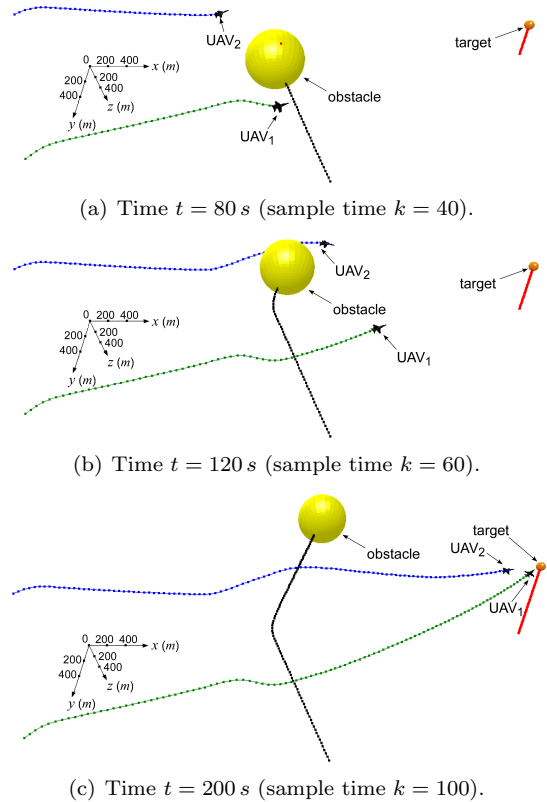 UAV2
target
0 200 400 x (m)
200 200
400 400
z (m)
y (m)
obstacle
UAV1
(a) Time t = 80 s (sample time k = 40).
UAV2
target
obstacle
0 200 400 x (m)
200 200
400 400
z (m)
y (m)
UAV1
(b) Time t = 120 s (sample time k = 60).
target
obstacle
UAV2
UAV1
0 200 400 x (m)
200 200
400 400
z (m)
y (m)
(c) Time t = 200 s (sample time k = 100).